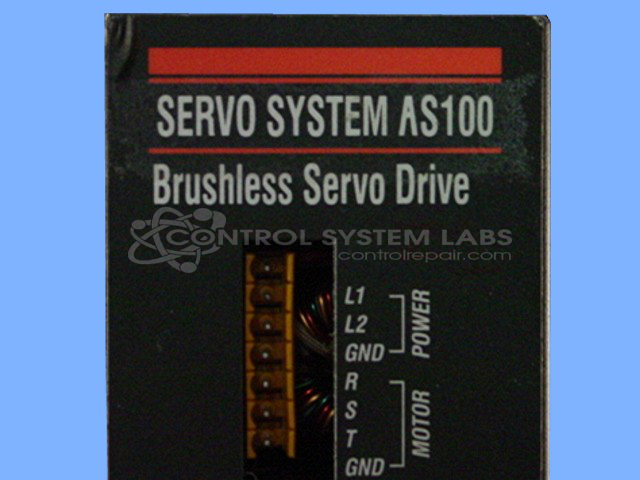 SERVO SYSTEM AS100
Brushless Servo Drive
CONTROL SYSTEM LABS
controlrepair.com
L1
L2
GND
POWER
R
S
T
GND
MOTOR